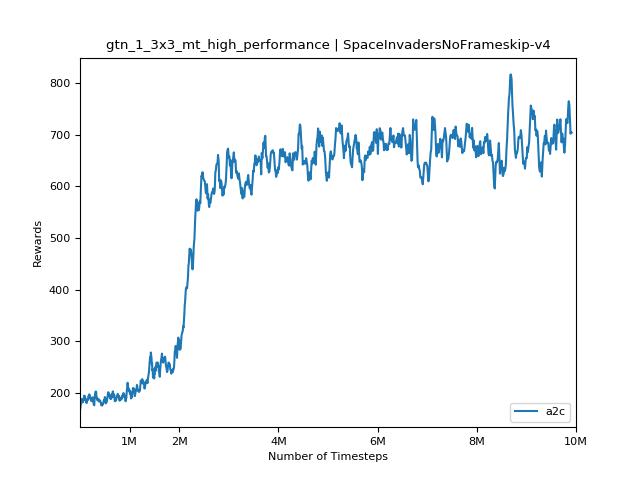 gtn_1_3x3_mt_high_performance | SpaceInvadersNoFrameskip-v4
800
700
600
500
400
300
200
Rewards
1M 2M 4M 6M 8M 10M
Number of Timesteps
a2c